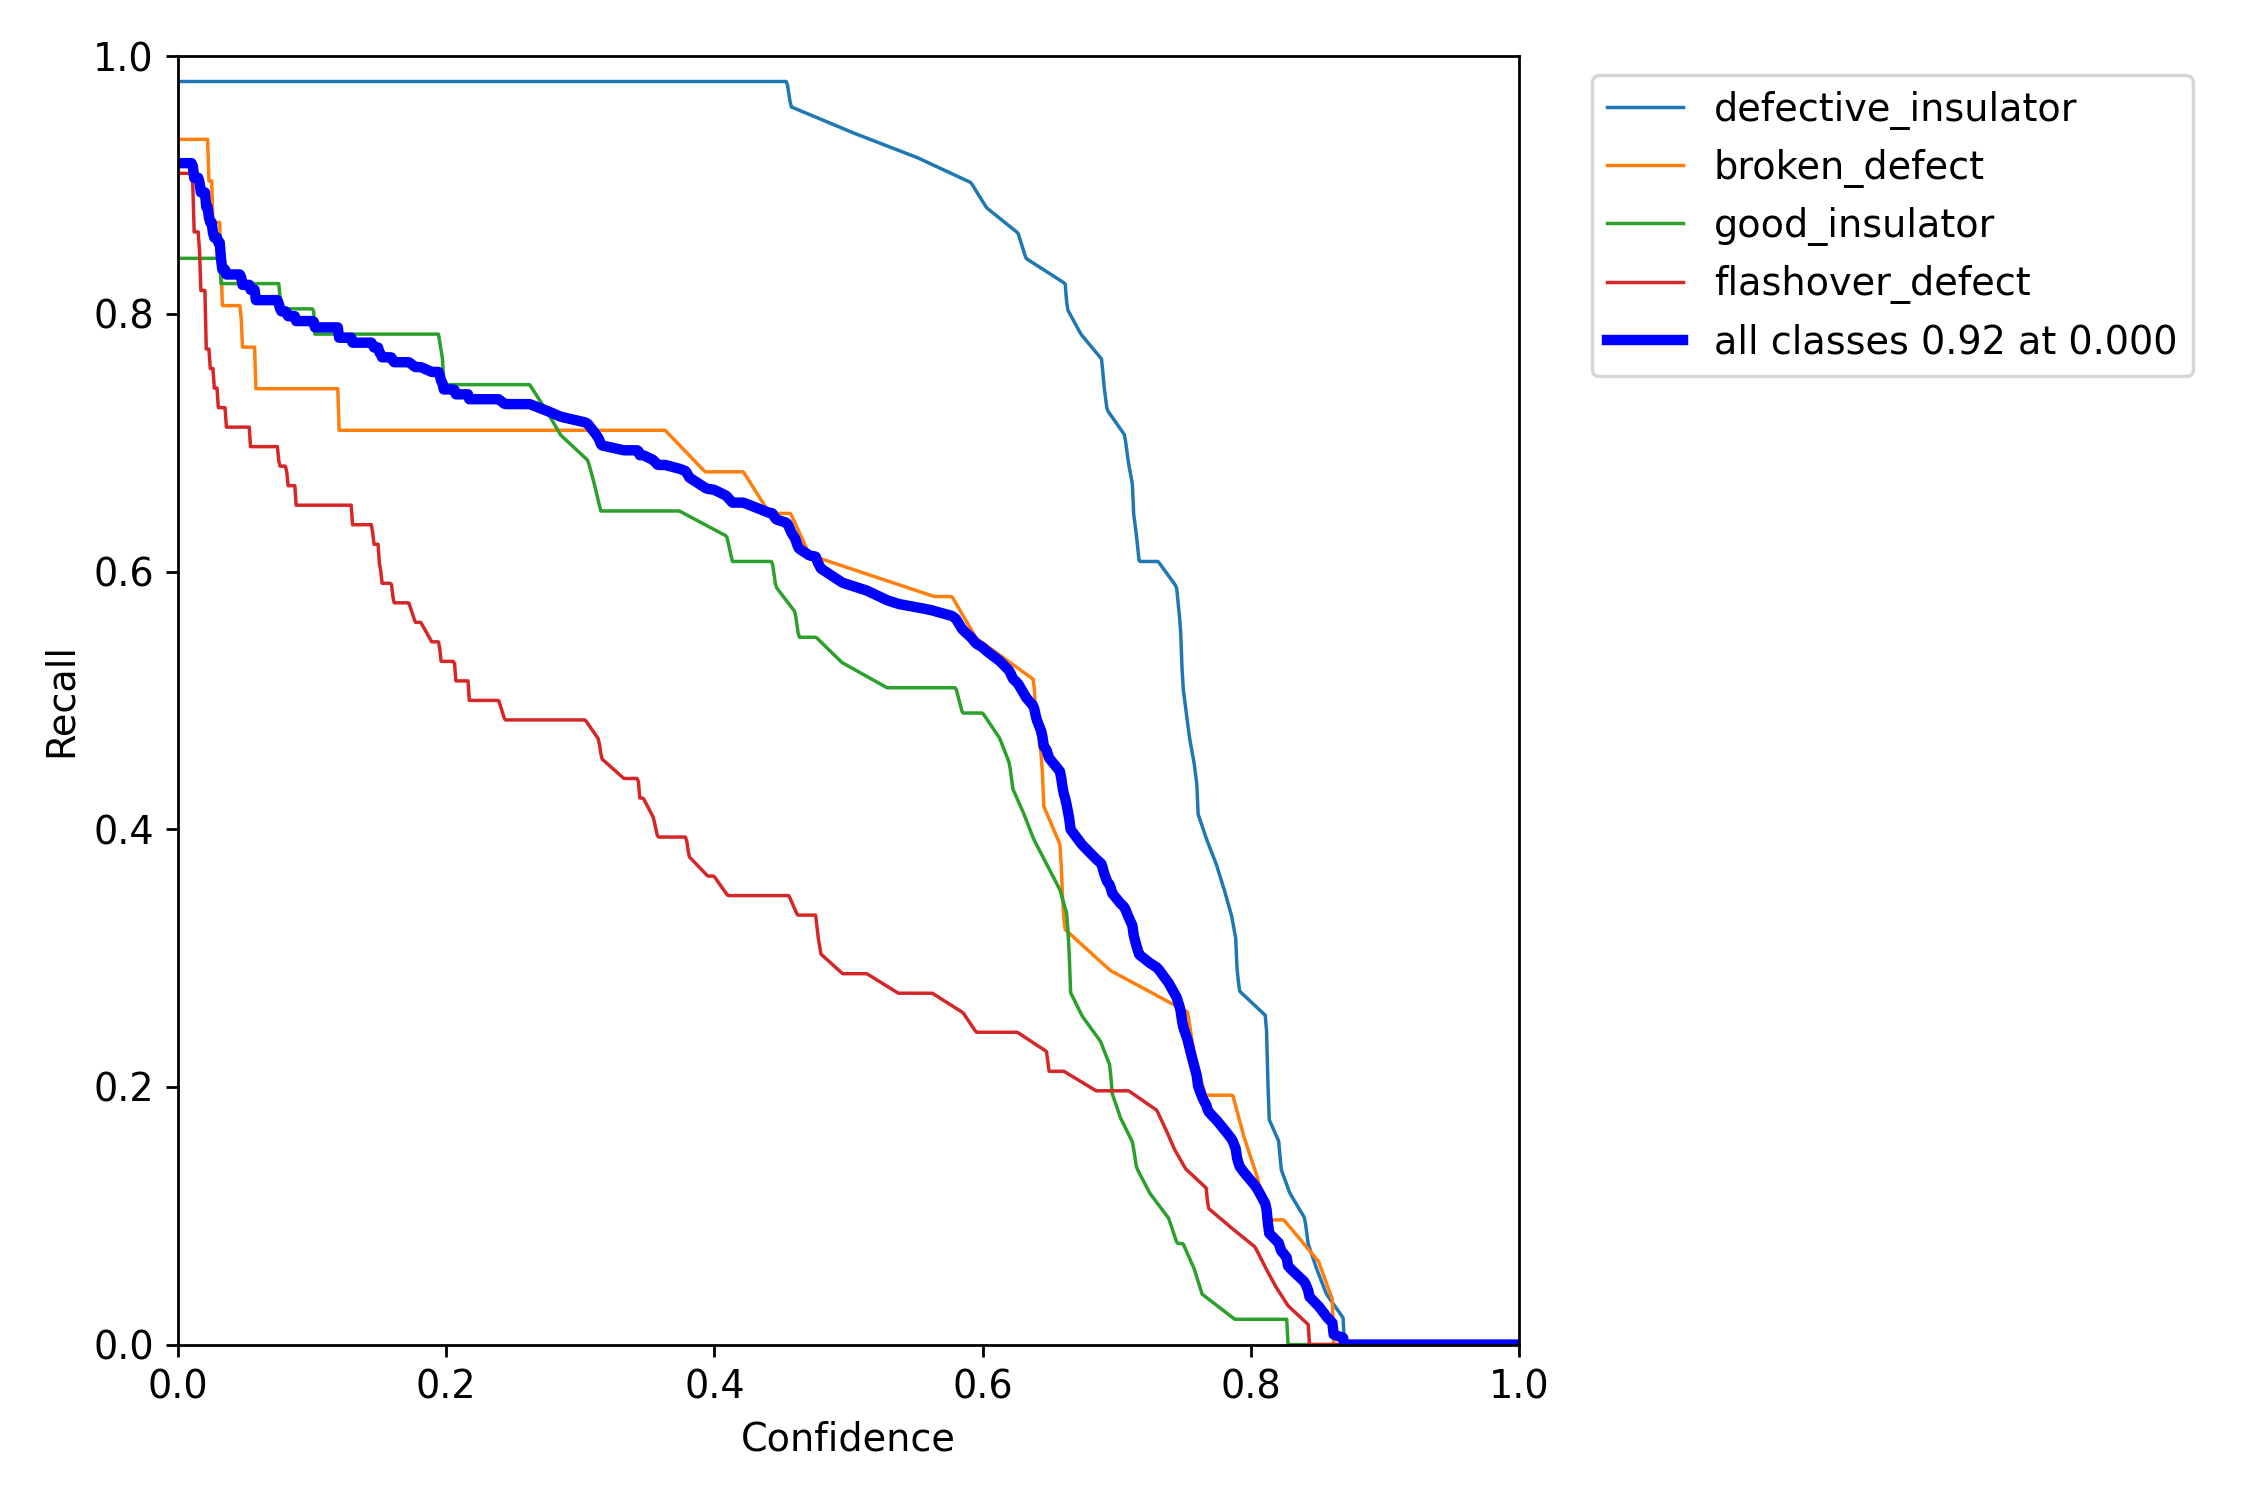 1.0
0.8
0.6
0.4
0.2
0.0
Recall
0.0 0.2 0.4 0.6 0.8 1.0
Confidence
defective_insulator
broken_defect
good_insulator
flashover_defect
all classes 0.92 at 0.000